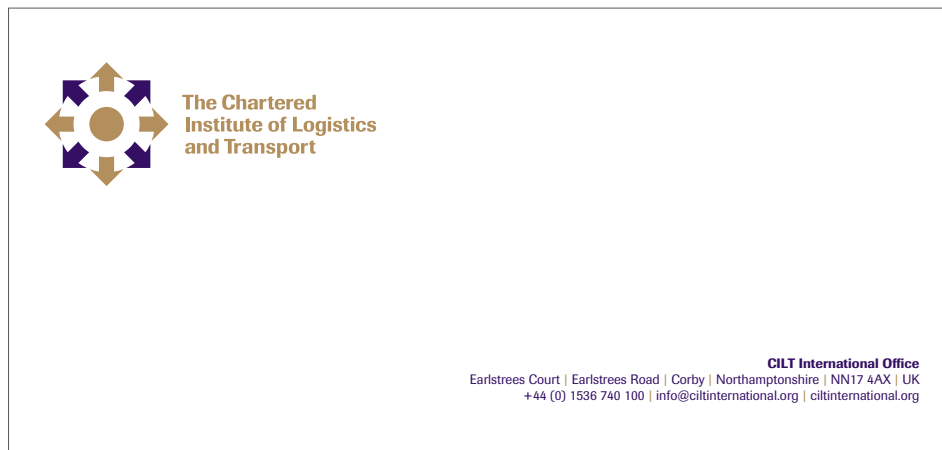 The Chartered
Institute of Logistics
and Transport
CILT International Office
Earlstrees Court | Earlstrees Road | Corby | Northamptonshire | NN17 4AX | UK
+44 (0) 1536 740 100 | info@ciltinternational.org | ciltinternational.org